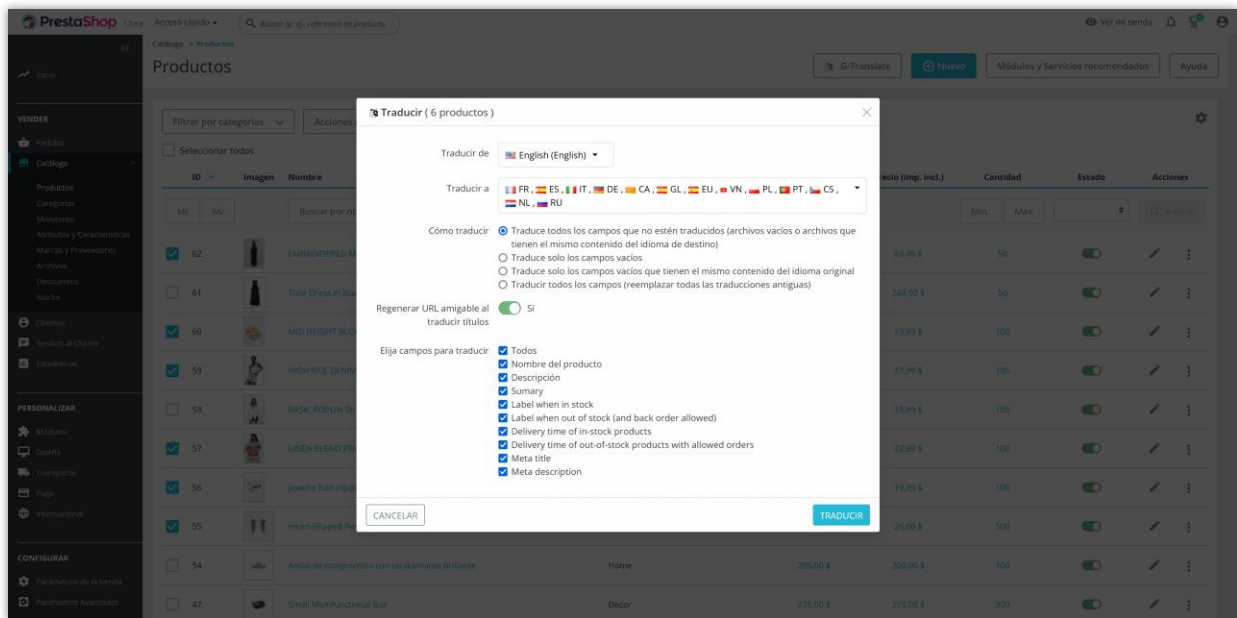 PrestaShop 1.7.6.0 Acceso rápido Buscar (p. ej.: referencia de producto, Ver mi tienda
Catálogo > Productos
Productos
G-Translate Nuevo Módulos y Servicios recomendados Ayuda
Inicio
VENDER
Pedidos
Catálogo
Productos
Categorías
Monitoreo
Atributos y Características
Marcas y Proveedores
Archivos
Descuentos
Stocks
Clientes
Servicio al Cliente
Estadísticas
PERSONALIZAR
Módulos
Diseño
Transporte
Pago
Internacional
CONFIGURAR
Parámetros de la tienda
Parámetros Avanzados
Filtrar por categorías Acciones
Seleccionar todos
ID Imagen Nombre
Precio (imp. incl.) Cantidad Estado Acciones
Buscar por
Min. Máx. Buscar
62 EMBROIDERED 69,99 $ 50
61 Tulle Dress in 249,00 $ 50
60 MID HEIGHT 19,99 $ 100
59 HIGH RISE DENIM 51,99 $ 100
58 BASIC POPLIN 15,99 $ 100
57 LINEN BLEND 22,99 $ 100
56 Jewelry hair 19,99 $ 100
55 Heart-Shaped 26,00 $ 500
54 Anillo de compromiso con un diamante brillante Home 200,00 $ 200,00 $ 100
47 Small Multifunctional Box Decor 275,00 $ 275,00 $ 300
Traducir ( 6 productos )
Traducir de English (English)
Traducir a FR , ES , IT , DE , CA , GL , EU , VN , PL , PT , CS ,
NL , RU
Cómo traducir Traduce todos los campos que no estén traducidos (archivos vacíos o archivos que
tienen el mismo contenido del idioma de destino)
Traduce solo los campos vacíos
Traduce solo los campos vacíos que tienen el mismo contenido del idioma original
Traducir todos los campos (reemplazar todas las traducciones antiguas)
Regenerar URL amigable al Sí
traducir títulos
Elija campos para traducir Todos
Nombre del producto
Descripción
Sumary
Label when in stock
Label when out of stock (and back order allowed)
Delivery time of in-stock products
Delivery time of out-of-stock products with allowed orders
Meta title
Meta description
CANCELAR TRADUCIR